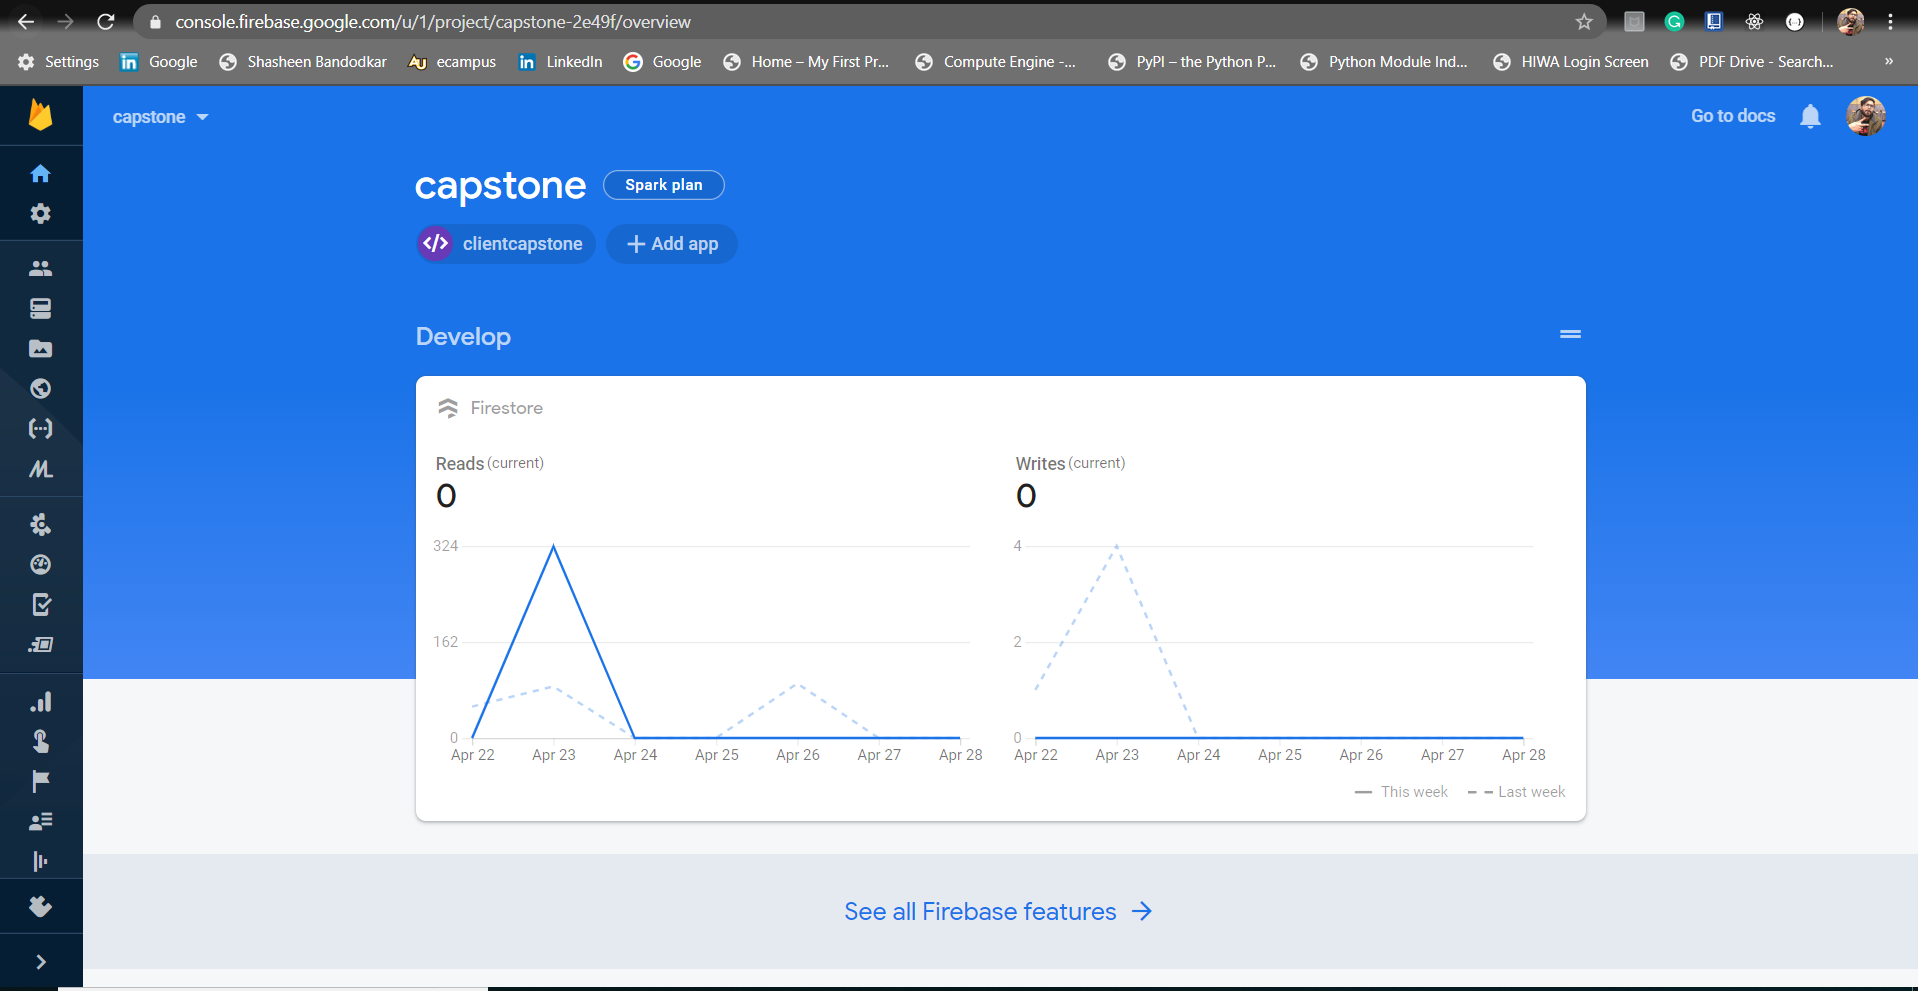 console.firebase.google.com/u/1/project/capstone-2e49f/overview
Settings Google Shasheen Bandodkar ecampus LinkedIn Google Home – My First Pr... Compute Engine -... PyPI – the Python P... Python Module Ind... HIWA Login Screen PDF Drive - Search... »
capstone Go to docs
capstone Spark plan
</> clientcapstone + Add app
Develop
Firestore
Reads (current) Writes (current)
0 0
324 4
162 2
0 0
Apr 22 Apr 23 Apr 24 Apr 25 Apr 26 Apr 27 Apr 28 Apr 22 Apr 23 Apr 24 Apr 25 Apr 26 Apr 27 Apr 28
This week Last week
See all Firebase features →